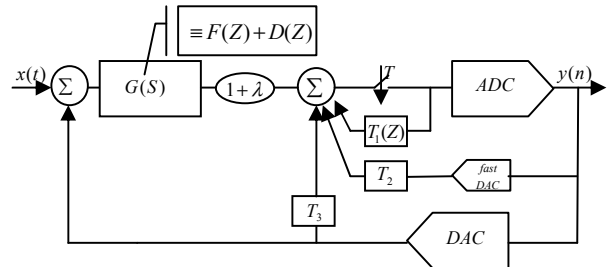 ≡ F(Z) + D(Z)
x(t)
Σ
G(S)
1 + λ
Σ
T
ADC
y(n)
T₁(Z)
T₂
fast
DAC
T₃
DAC